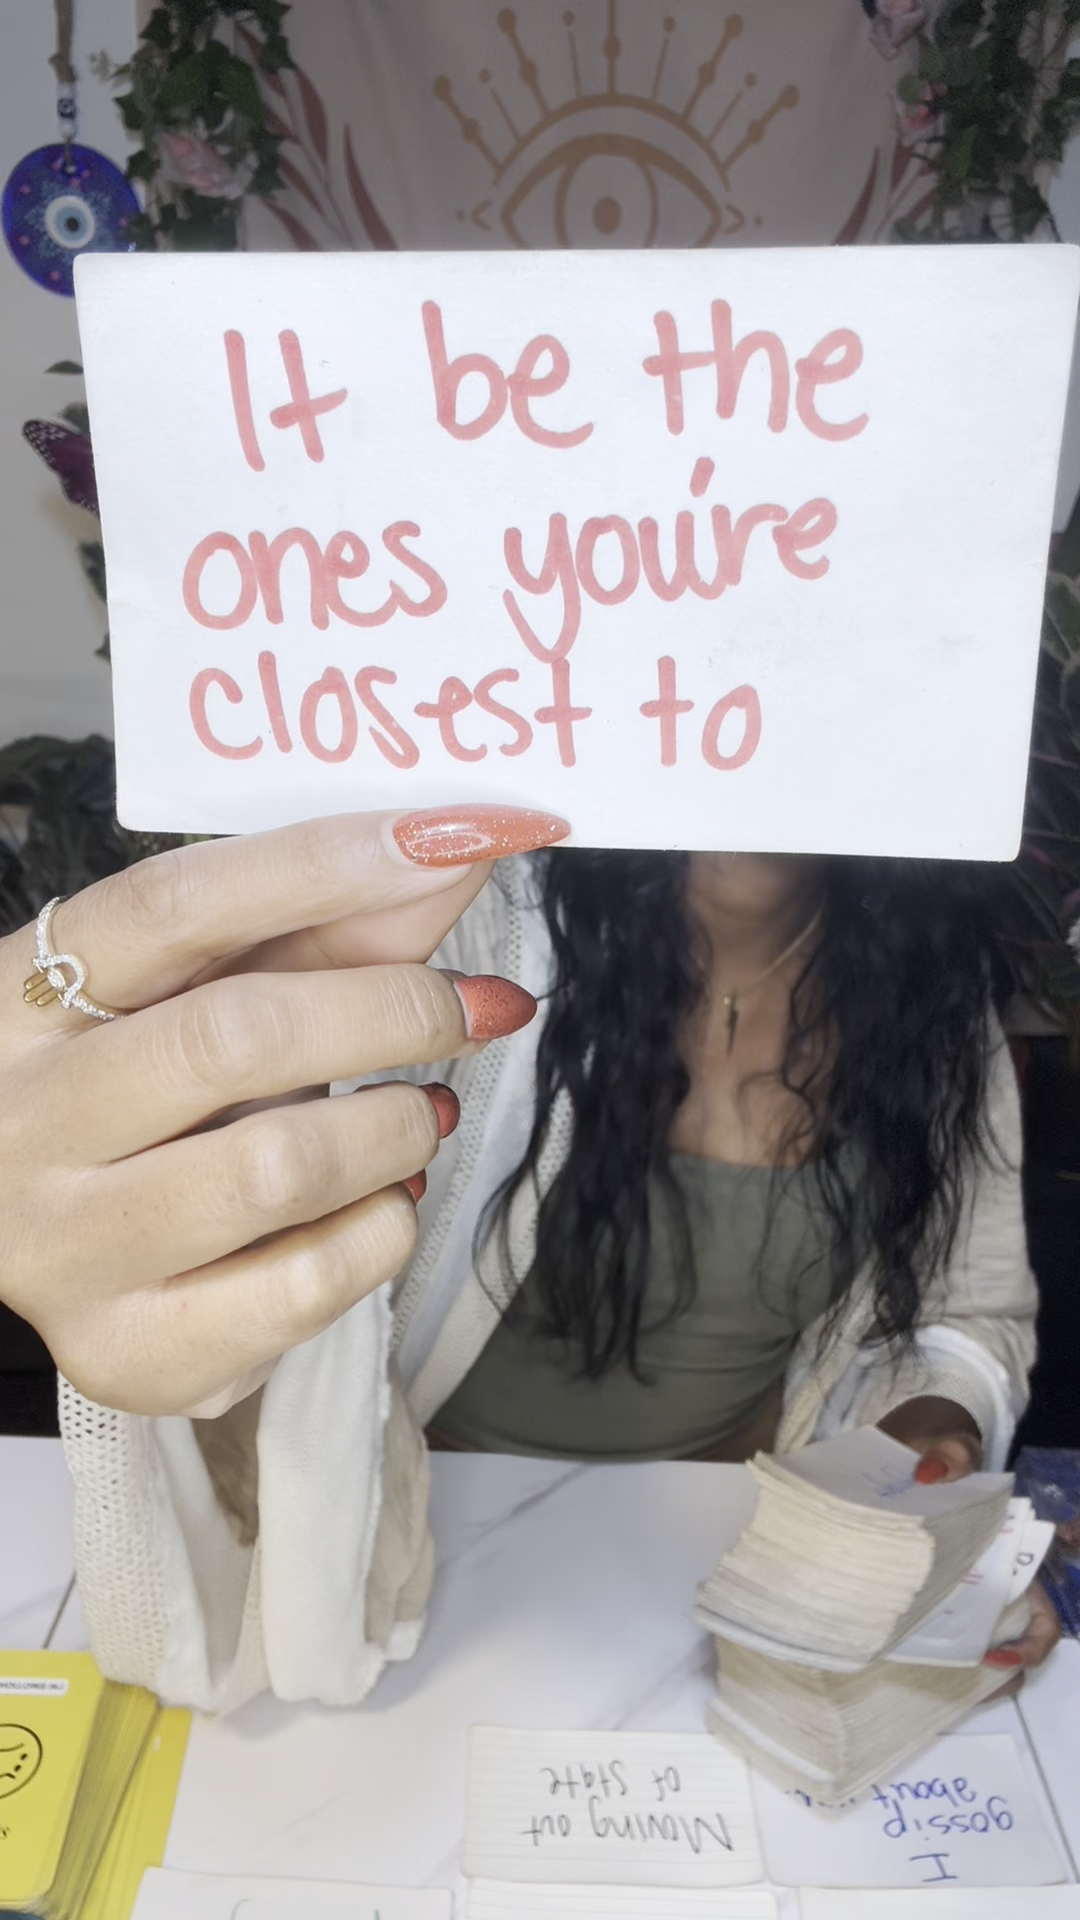 It be the
ones you're
closest to
Moving out
of State
I
gossip
about